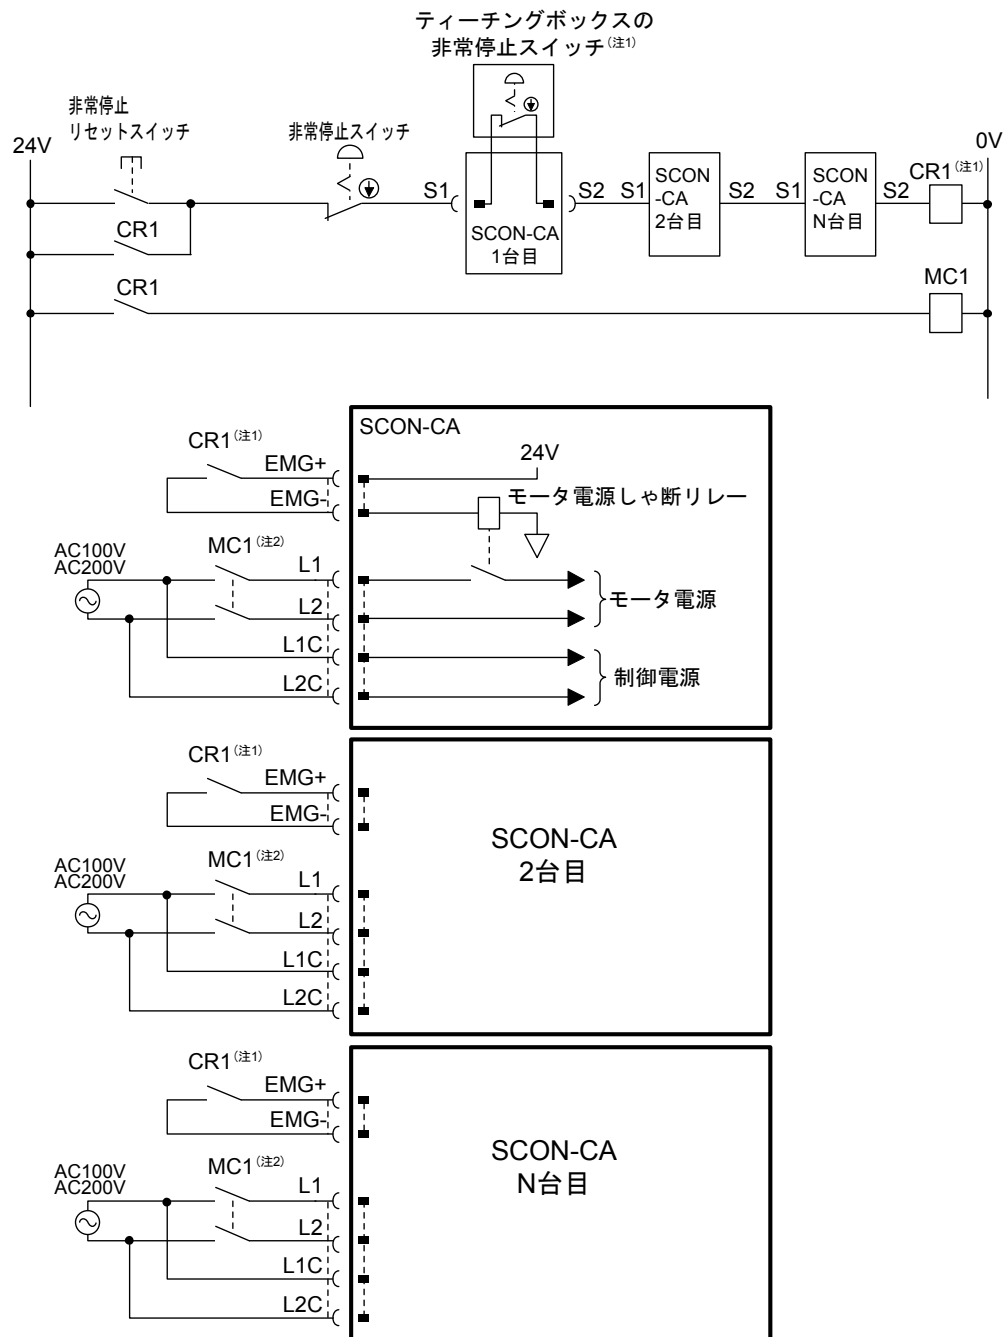 ティーチングボックスの
非常停止スイッチ(注1)
非常停止
リセットスイッチ
非常停止スイッチ
24V
0V
S1
S2
S1
SCON
-CA
2台目
S2
S1
SCON
-CA
N台目
S2
CR1(注1)
CR1
SCON-CA
1台目
CR1
MC1
SCON-CA
CR1(注1)
EMG+
24V
EMG-
モータ電源しゃ断リレー
AC100V
AC200V
MC1(注2)
L1
L2
モータ電源
L1C
制御電源
L2C
CR1(注1)
EMG+
EMG-
SCON-CA
2台目
AC100V
AC200V
MC1(注2)
L1
L2
L1C
L2C
CR1(注1)
EMG+
EMG-
SCON-CA
N台目
AC100V
AC200V
MC1(注2)
L1
L2
L1C
L2C